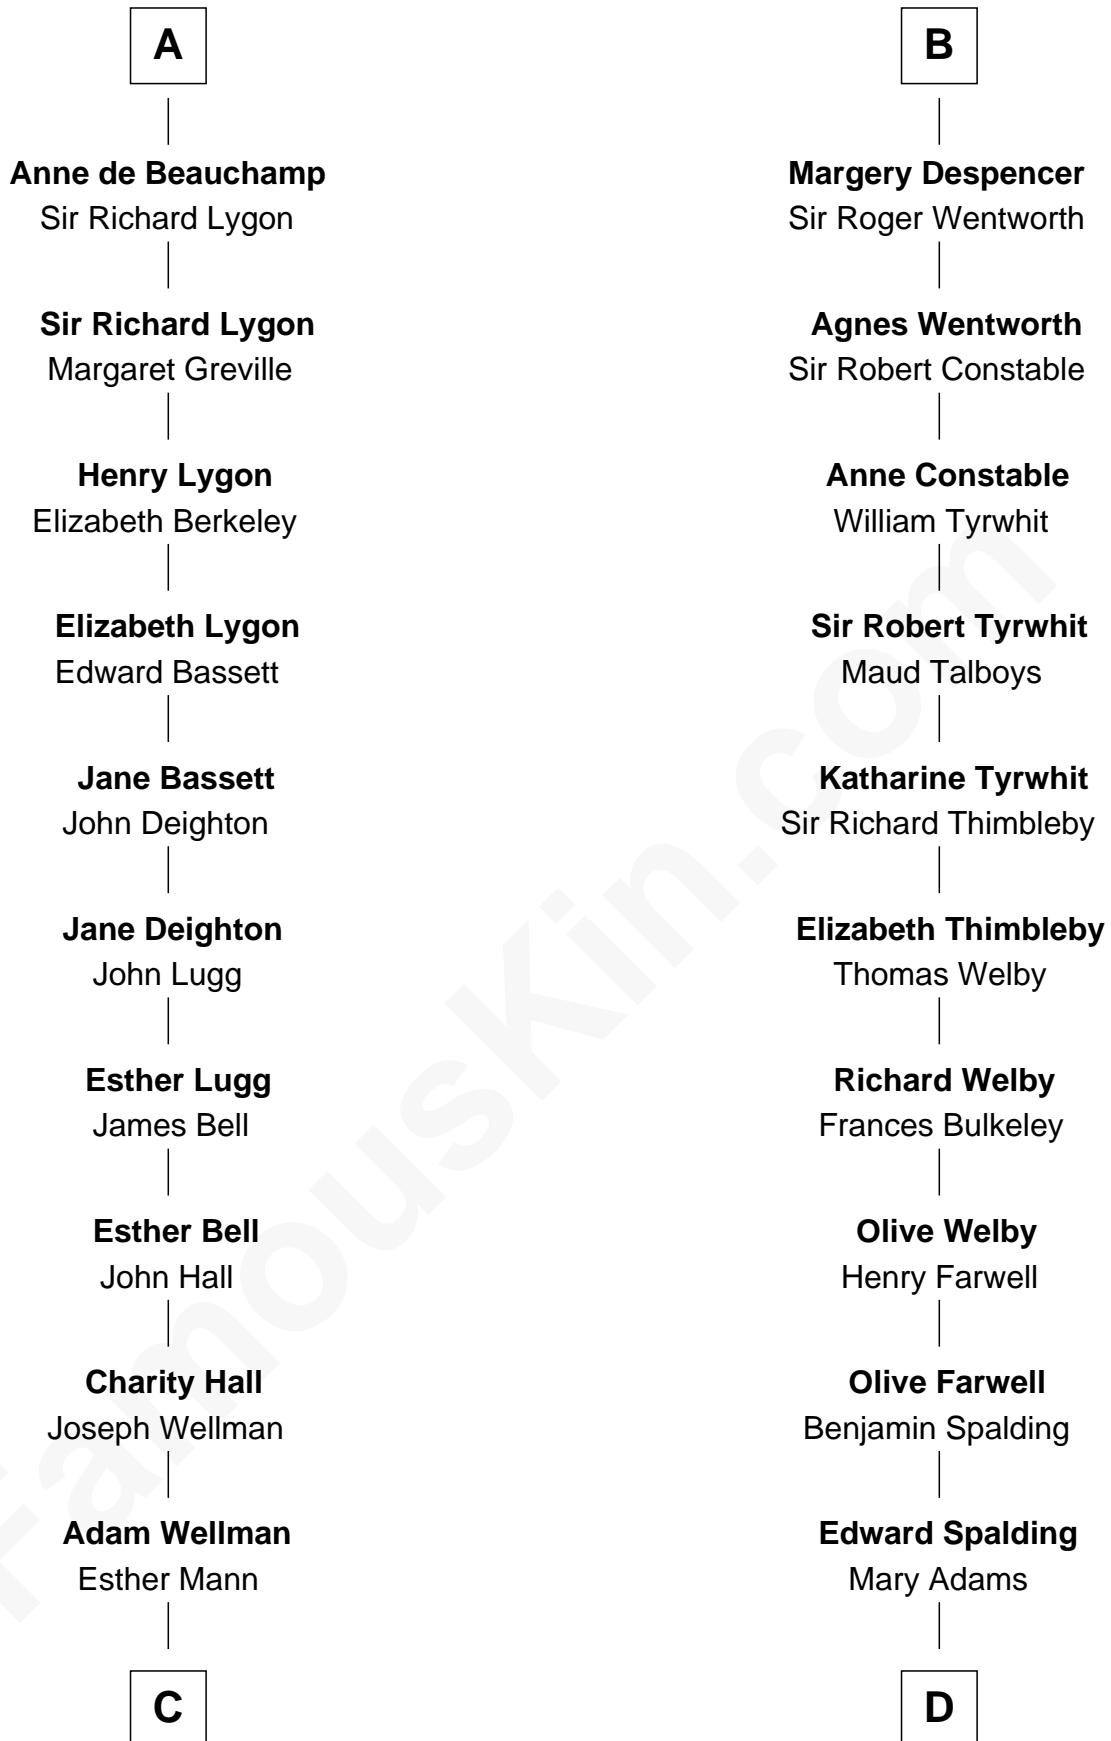 A
Anne de Beauchamp
Sir Richard Lygon
Sir Richard Lygon
Margaret Greville
Henry Lygon
Elizabeth Berkeley
Elizabeth Lygon
Edward Bassett
Jane Bassett
John Deighton
Jane Deighton
John Lugg
Esther Lugg
James Bell
Esther Bell
John Hall
Charity Hall
Joseph Wellman
Adam Wellman
Esther Mann
C
B
Margery Despencer
Sir Roger Wentworth
Agnes Wentworth
Sir Robert Constable
Anne Constable
William Tyrwhit
Sir Robert Tyrwhit
Maud Talboys
Katharine Tyrwhit
Sir Richard Thimbleby
Elizabeth Thimbleby
Thomas Welby
Richard Welby
Frances Bulkeley
Olive Welby
Henry Farwell
Olive Farwell
Benjamin Spalding
Edward Spalding
Mary Adams
D
FamousKin.com